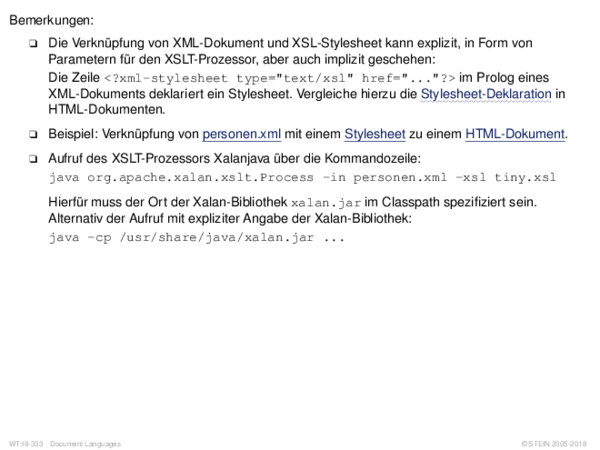 Bemerkungen:
❑ Die Verknüpfung von XML-Dokument und XSL-Stylesheet kann explizit, in Form von
Parametern für den XSLT-Prozessor, aber auch implizit geschehen:
Die Zeile <?xml-stylesheet type="text/xsl" href="..."?> im Prolog eines
XML-Dokuments deklariert ein Stylesheet. Vergleiche hierzu die Stylesheet-Deklaration in
HTML-Dokumenten.
❑ Beispiel: Verknüpfung von personen.xml mit einem Stylesheet zu einem HTML-Dokument.
❑ Aufruf des XSLT-Prozessors Xalanjava über die Kommandozeile:
java org.apache.xalan.xslt.Process -in personen.xml -xsl tiny.xsl
Hierfür muss der Ort der Xalan-Bibliothek xalan.jar im Classpath spezifiziert sein.
Alternativ der Aufruf mit expliziter Angabe der Xalan-Bibliothek:
java -cp /usr/share/java/xalan.jar ...
WT:III-333 Document Languages © STEIN 2005-2018